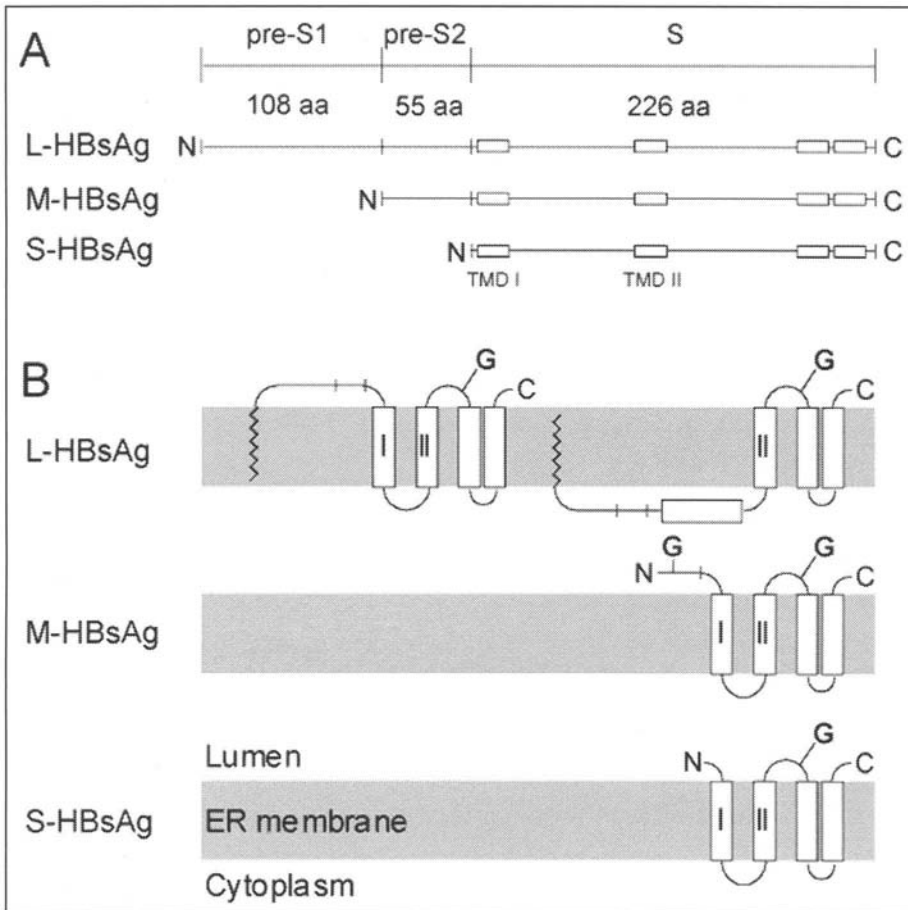 A
pre-S1 pre-S2 S
108 aa 55 aa 226 aa
L-HBsAg N C
M-HBsAg N C
S-HBsAg N C
TMD I TMD II
B
G G
C C
L-HBsAg I II II
G G
N C
M-HBsAg I II
G
Lumen N C
S-HBsAg ER membrane I II
Cytoplasm